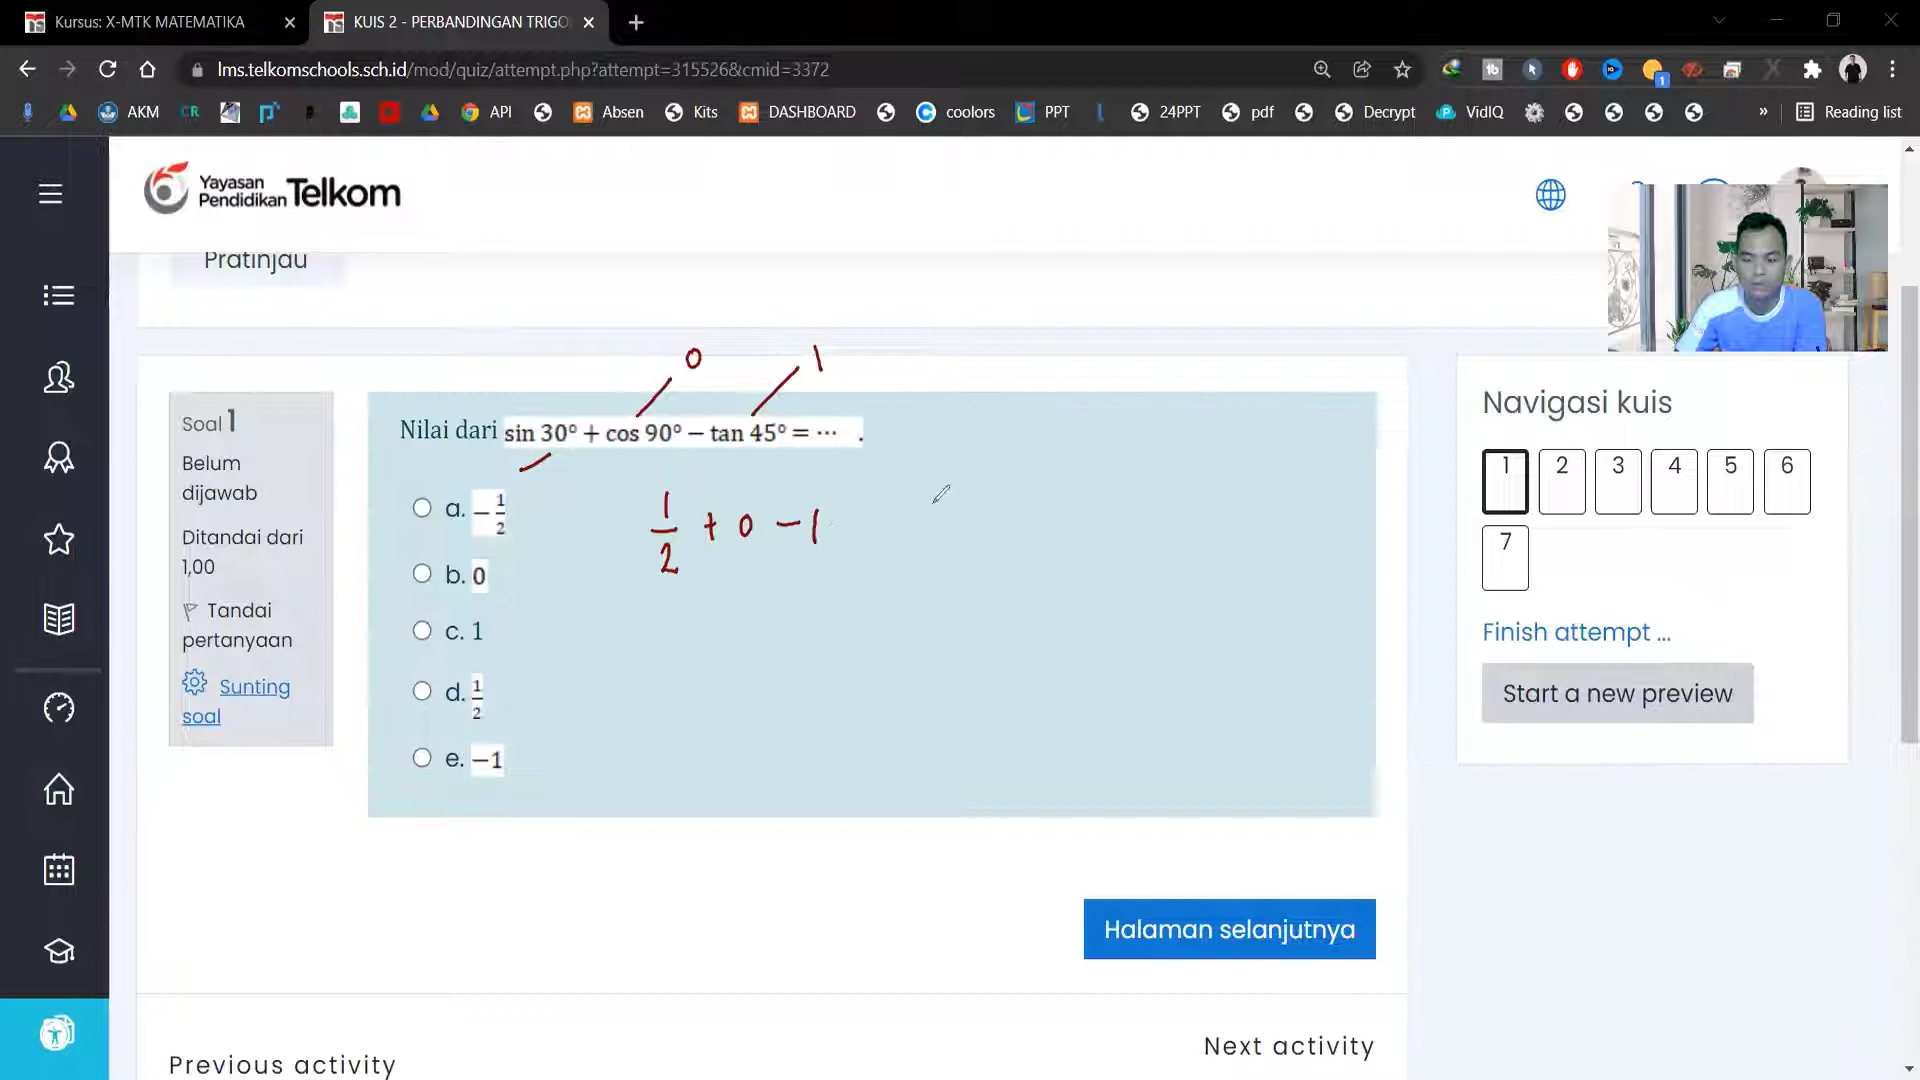 Kursus: X-MTK MATEMATIKA
KUIS 2 - PERBANDINGAN TRIGO
lms.telkomschools.sch.id/mod/quiz/attempt.php?attempt=315526&cmid=3372
AKM
CR
API
Absen
Kits
DASHBOARD
coolors
PPT
24PPT
pdf
Decrypt
VidIQ
»
Reading list
Yayasan
Pendidikan Telkom
Pratinjau
0 1
Soal 1
Belum
dijawab
Ditandai dari
1,00
Tandai
pertanyaan
Sunting
soal
Nilai dari sin 30° + cos 90° − tan 45° = ⋯ .
a. −1/2
b. 0
c. 1
d. 1/2
e. −1
1/2 + 0 − 1
Navigasi kuis
1 2 3 4 5 6
7
Finish attempt ...
Start a new preview
Halaman selanjutnya
Previous activity
Next activity